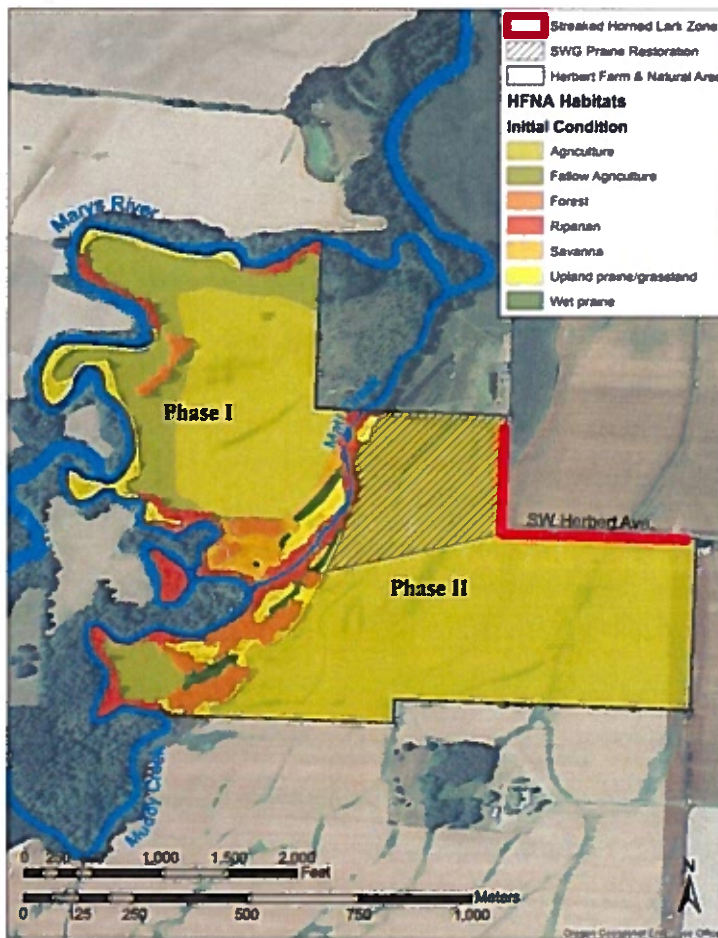 Streaked Horned Lark Zone
SWG Prairie Restoration
Herbert Farm & Natural Area
HFNA Habitats
Initial Condition
Agriculture
Fallow Agriculture
Forest
Riparian
Savanna
Upland prairie/grassland
Wet prairie
Marys River
Phase I
SW Herbert Ave.
Phase II
Muddy Creek
0 250 1,000 1,500 2,000
Feet
Meters
0 125 250 500 750 1,000
N